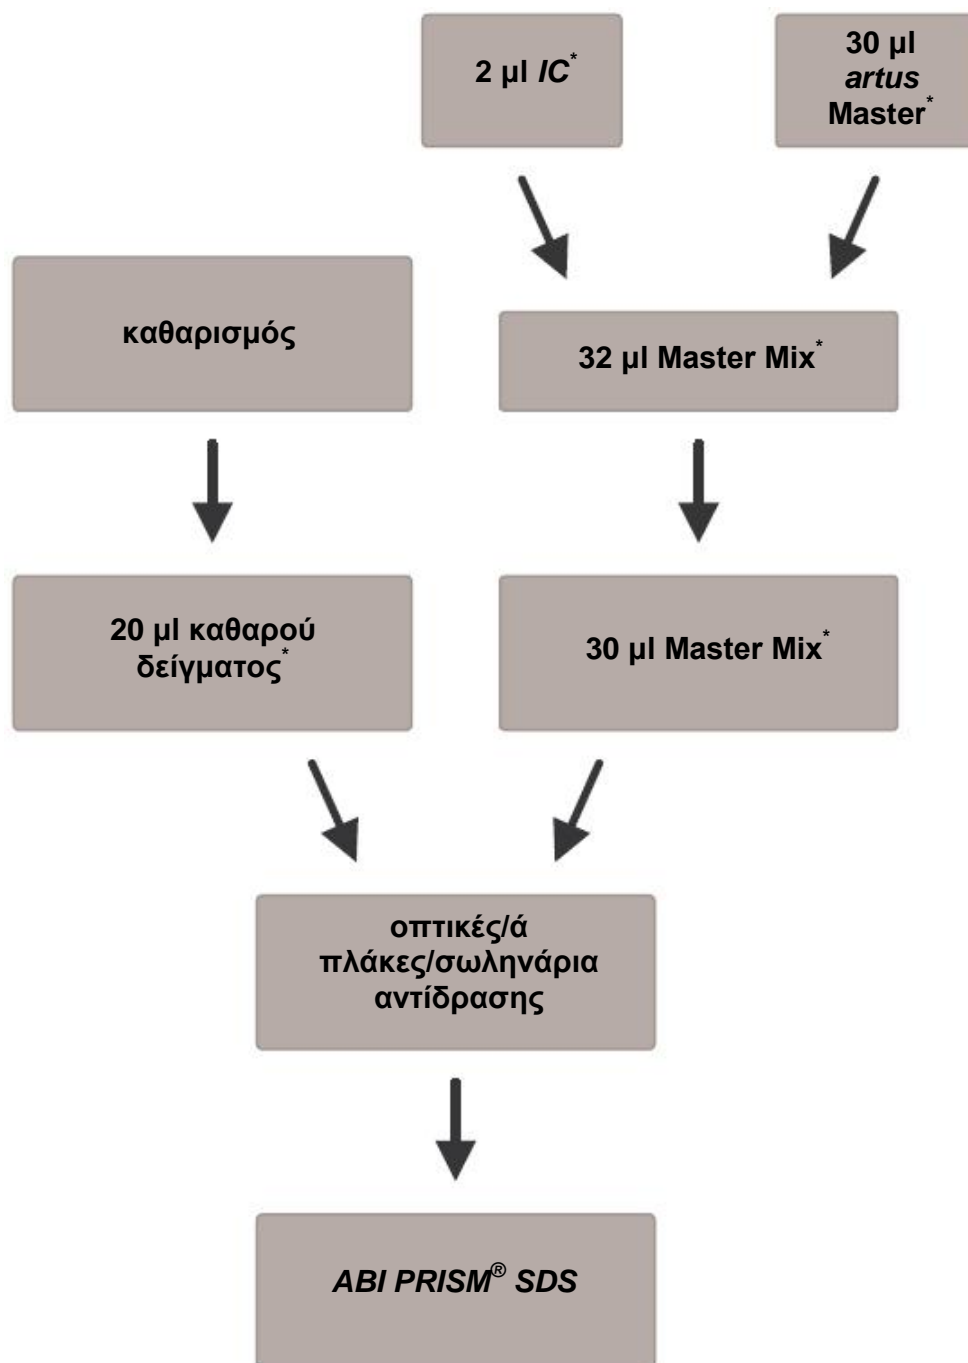 2 µl IC*
30 µl
artus
Master*
καθαρισμός
32 µl Master Mix*
20 µl καθαρού
δείγματος*
30 µl Master Mix*
οπτικές/ά
πλάκες/σωληνάρια
αντίδρασης
ABI PRISM® SDS